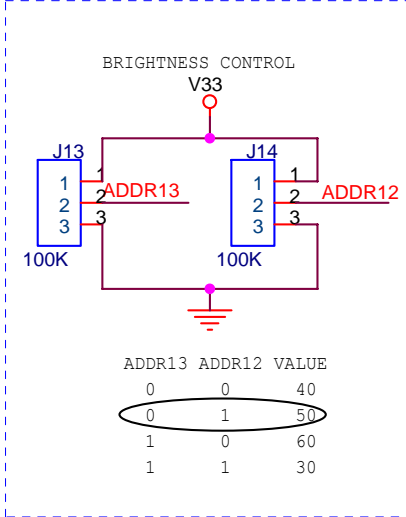 BRIGHTNESS CONTROL
V33
J13 J14
1 1 1 1
2 2 ADDR13 2 2 ADDR12
3 3 3 3
100K 100K
ADDR13 ADDR12 VALUE
0 0 40
0 1 50
1 0 60
1 1 30